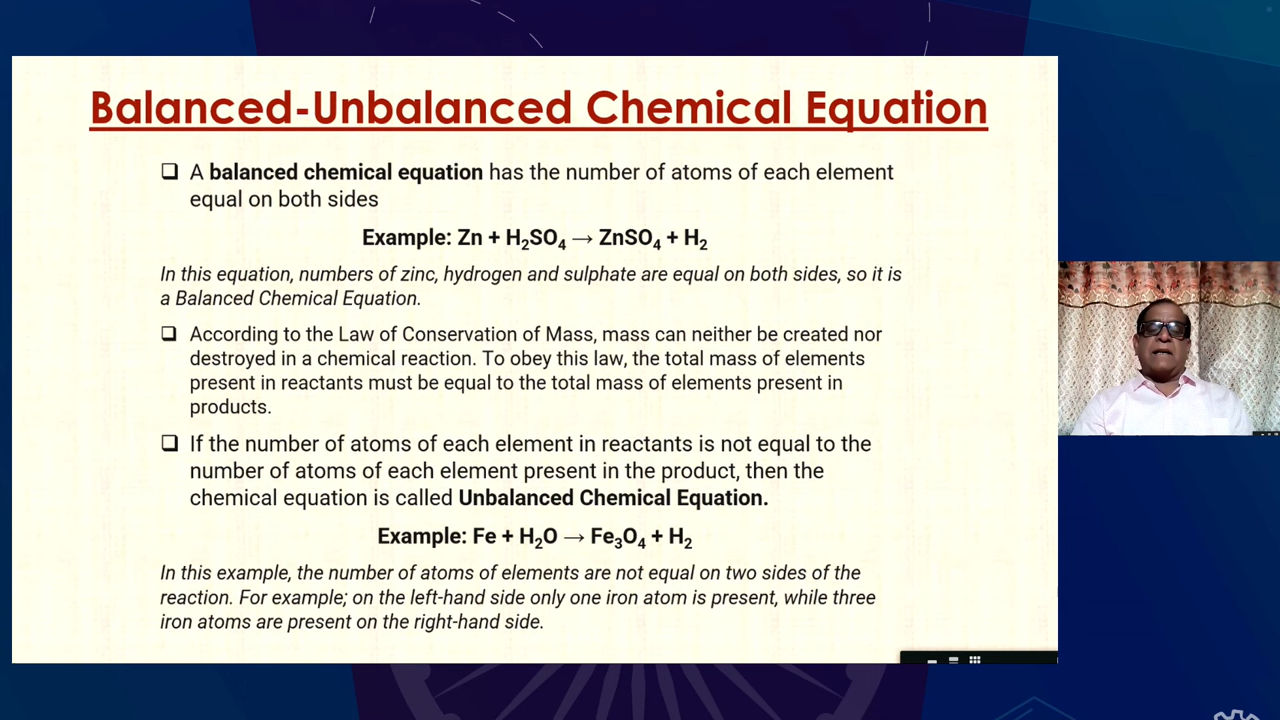 Balanced-Unbalanced Chemical Equation
❑ A balanced chemical equation has the number of atoms of each element
equal on both sides
Example: Zn + H₂SO₄ → ZnSO₄ + H₂
In this equation, numbers of zinc, hydrogen and sulphate are equal on both sides, so it is
a Balanced Chemical Equation.
❑ According to the Law of Conservation of Mass, mass can neither be created nor
destroyed in a chemical reaction. To obey this law, the total mass of elements
present in reactants must be equal to the total mass of elements present in
products.
❑ If the number of atoms of each element in reactants is not equal to the
number of atoms of each element present in the product, then the
chemical equation is called Unbalanced Chemical Equation.
Example: Fe + H₂O → Fe₃O₄ + H₂
In this example, the number of atoms of elements are not equal on two sides of the
reaction. For example; on the left-hand side only one iron atom is present, while three
iron atoms are present on the right-hand side.